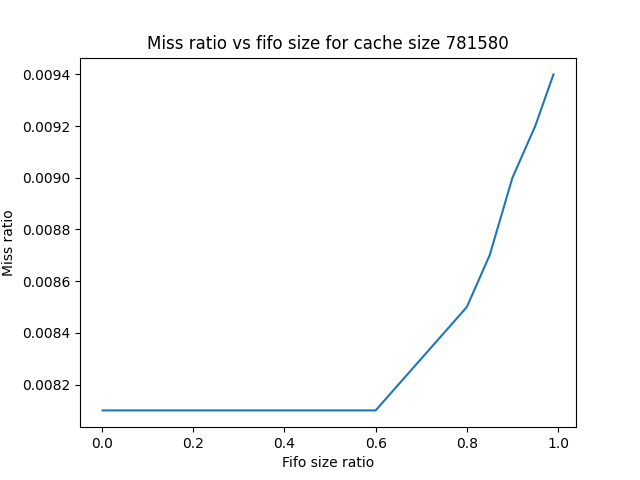 Miss ratio vs fifo size for cache size 781580
0.0094
0.0092
0.0090
0.0088
0.0086
0.0084
0.0082
Miss ratio
0.0 0.2 0.4 0.6 0.8 1.0
Fifo size ratio